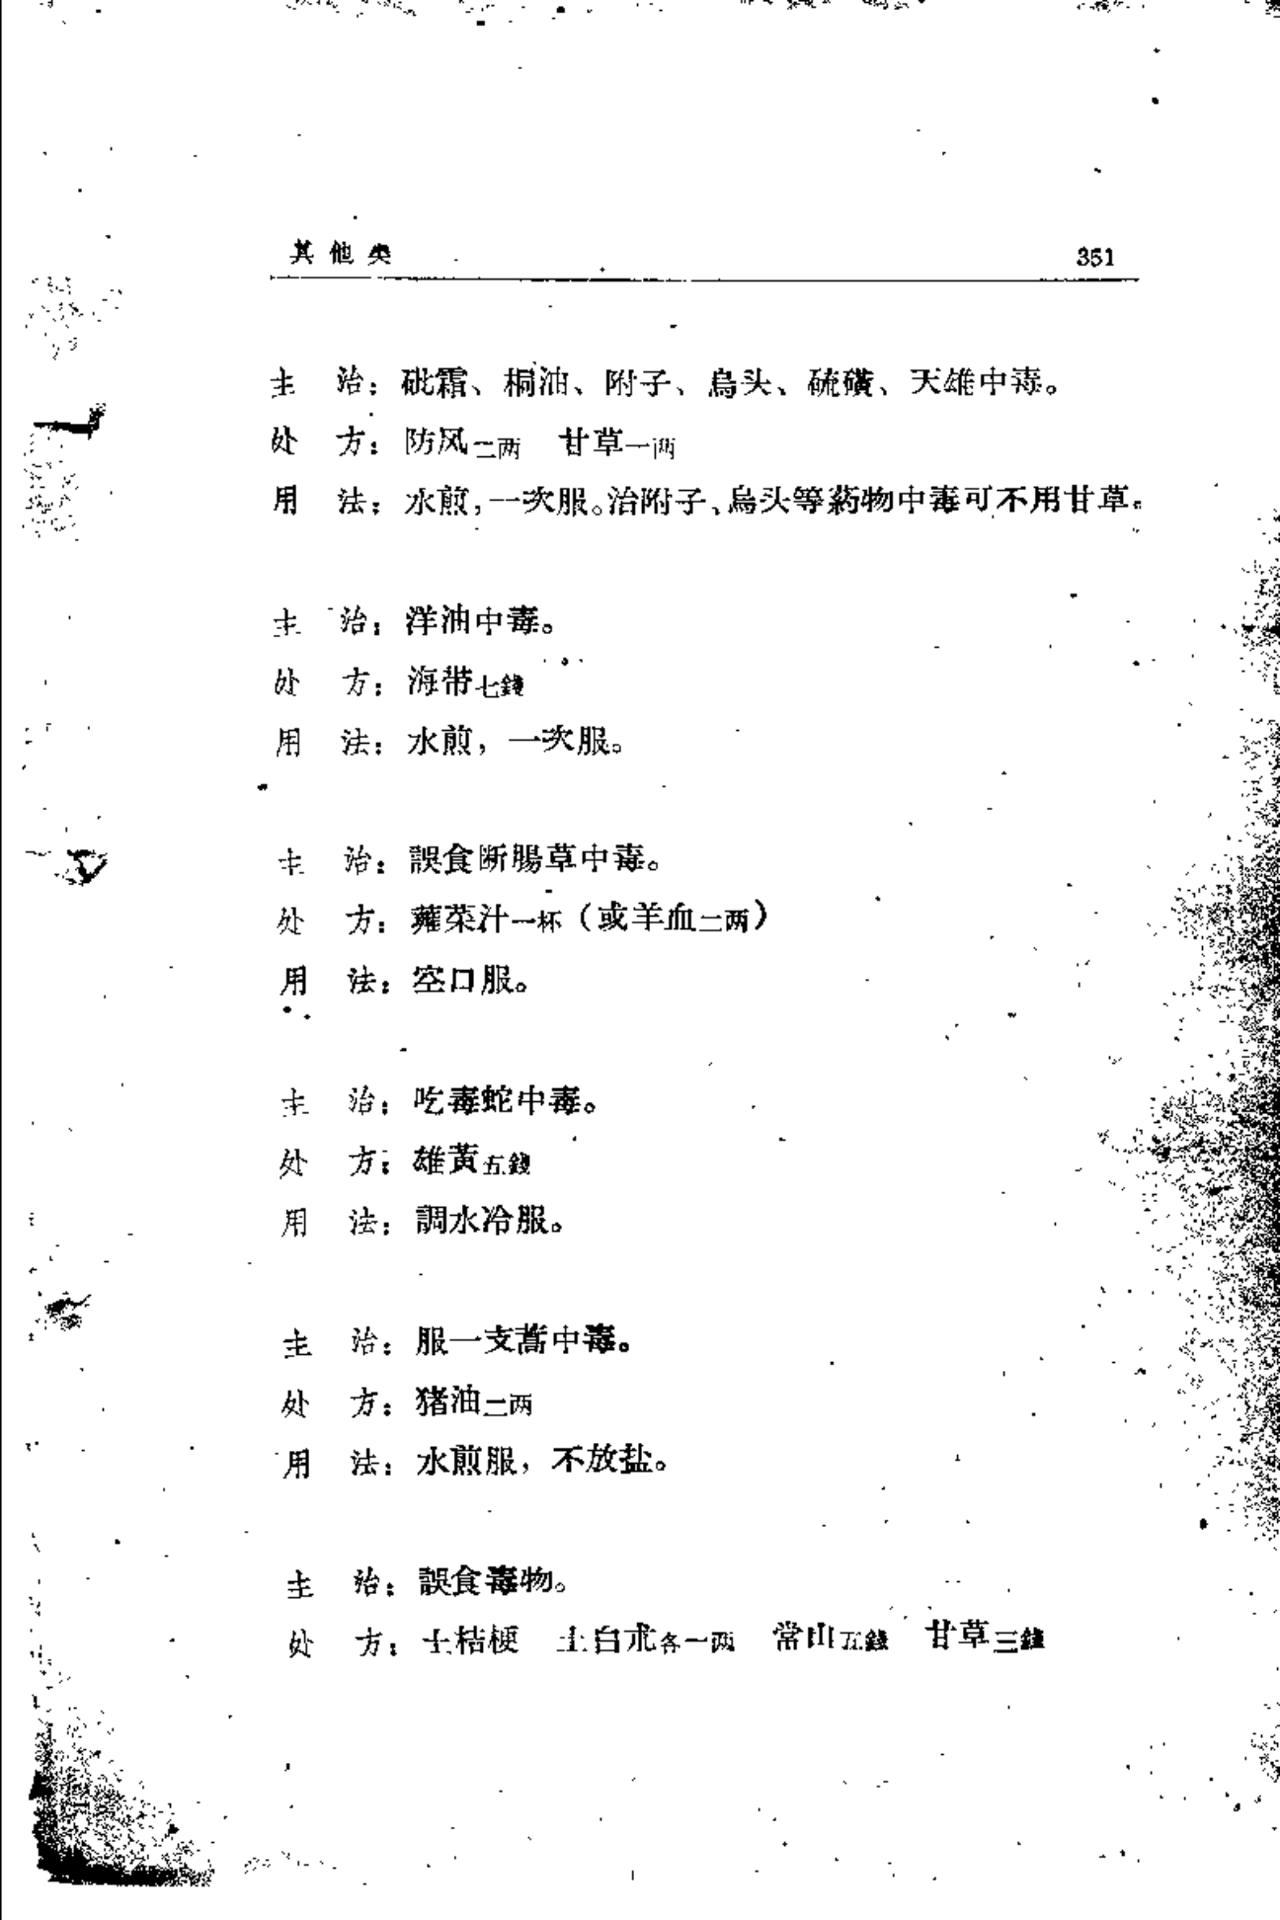 其他类 351
主 治：砒霜、桐油、附子、烏头、硫磺、天雄中毒。
处 方：防风二两 甘草一两
用 法：水煎，一次服。治附子、烏头等葯物中毒可不用甘草。
主 治：洋油中毒。
处 方：海带七錢
用 法：水煎，一次服。
主 治：誤食断腸草中毒。
处 方：蕹菜汁一杯（或羊血二两）
用 法：空口服。
主 治：吃毒蛇中毒。
处 方：雄黃五錢
用 法：調水冷服。
主 治：服一支蒿中毒。
处 方：猪油二两
用 法：水煎服，不放盐。
主 治：誤食毒物。
处 方：土桔梗 土白朮各一两 常山五錢 甘草三錢